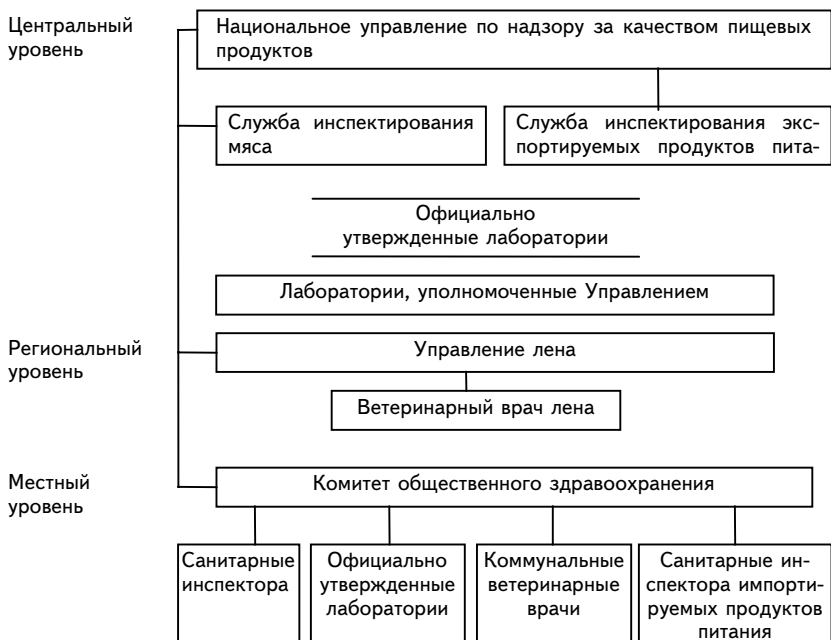 Центральный
уровень
Национальное управление по надзору за качеством пищевых
продуктов
Служба инспектирования
мяса
Служба инспектирования экс-
портируемых продуктов пита-
Официально
утвержденные лаборатории
Лаборатории, уполномоченные Управлением
Региональный
уровень
Управление лена
Ветеринарный врач лена
Местный
уровень
Комитет общественного здравоохранения
Санитарные
инспектора
Официально
утвержденные
лаборатории
Коммунальные
ветеринарные
врачи
Санитарные ин-
спектора импорти-
руемых продуктов
питания